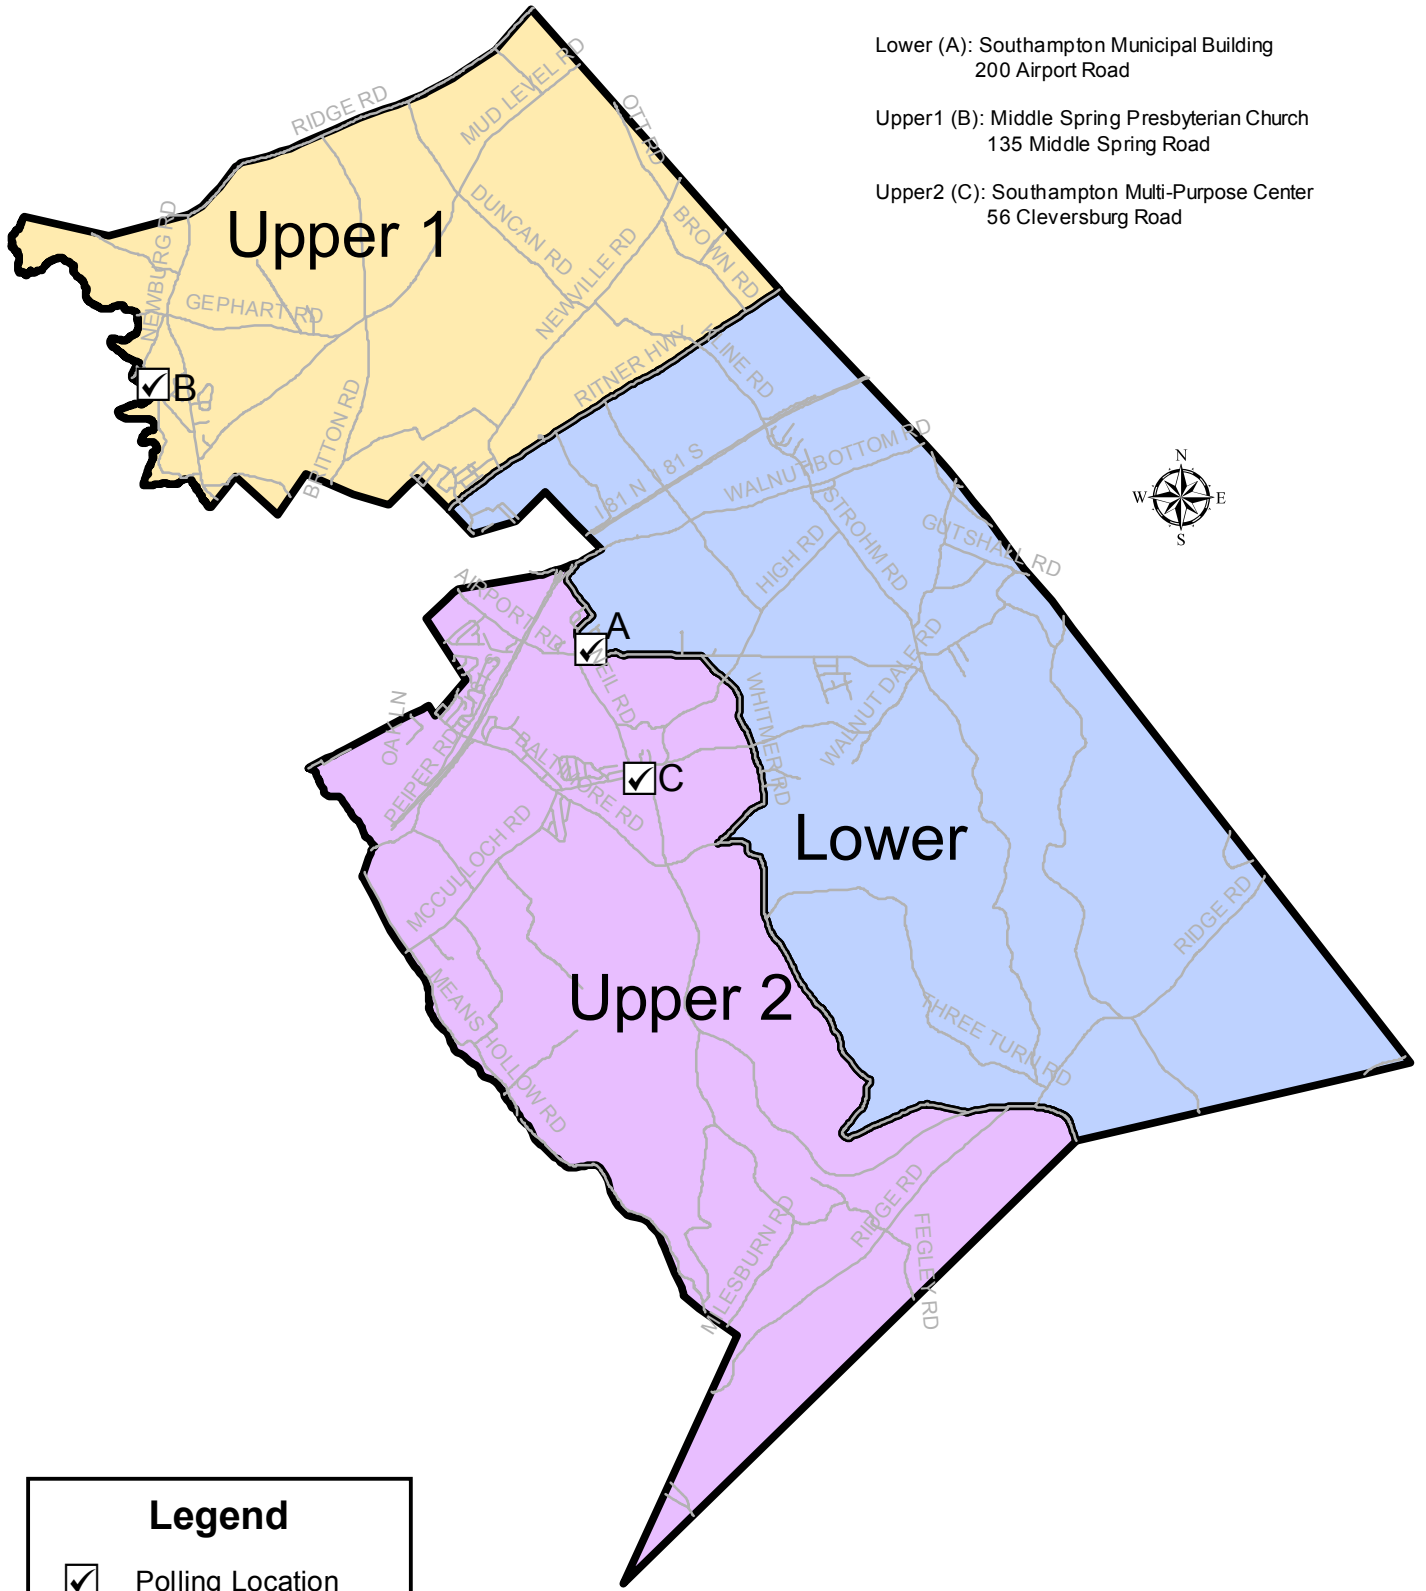 Lower (A): Southampton Municipal Building
200 Airport Road
Upper1 (B): Middle Spring Presbyterian Church
135 Middle Spring Road
Upper2 (C): Southampton Multi-Purpose Center
56 Cleversburg Road
RIDGE RD
MUD LEVEL RD
OTT RD
Upper 1
DUNCAN RD
BROWN RD
NEWBURG RD
NEWVILLE RD
GEPHART RD
RITNER HWY
KLINE RD
B
BRITTON RD
I 81 N I 81 S
WALNUT BOTTOM RD
N
W E
S
STROHM RD
GUTSHALL RD
HIGH RD
AIRPORT RD
A
NEIL RD
WALNUT DALE RD
OAK LN
WHITMER RD
PEIPER RD
BALTIMORE RD
C
MCCULLOCH RD
Lower
RIDGE RD
MEANS HOLLOW RD
Upper 2
THREE TURN RD
MILESBURN RD
RIDGE RD
FEGLEY RD
Legend
Polling Location